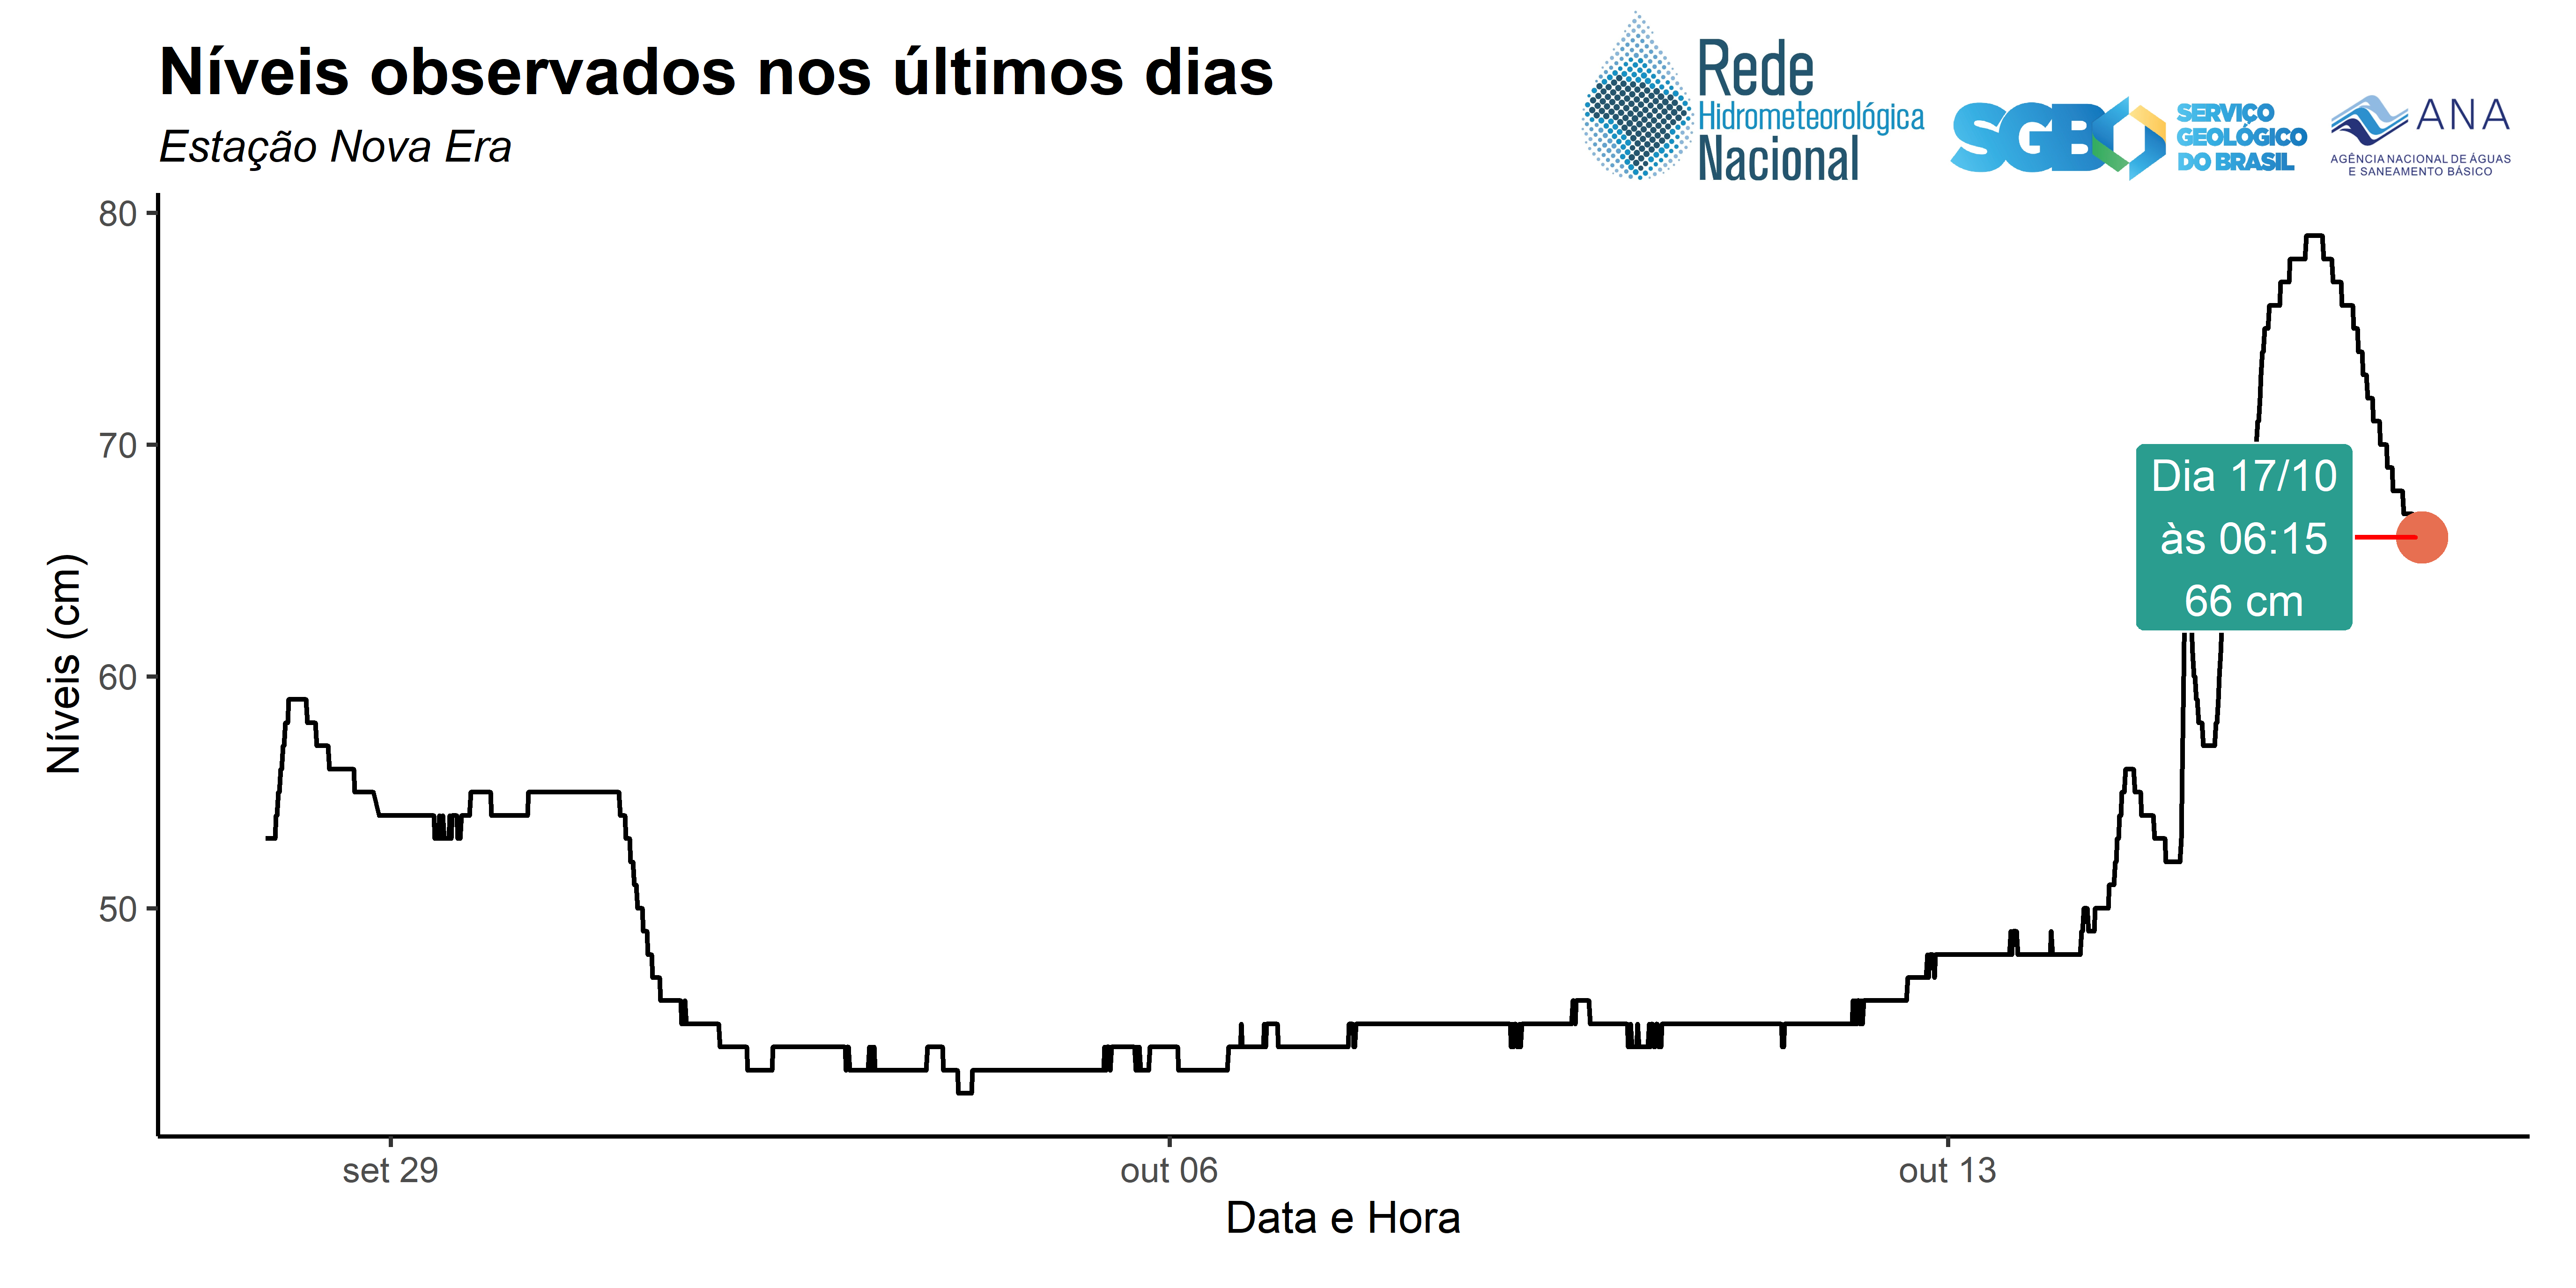 Níveis observados nos últimos dias
Estação Nova Era
Rede
Hidrometeorológica
Nacional
SGB
SERVIÇO
GEOLÓGICO
DO BRASIL
ANA
AGÊNCIA NACIONAL DE ÁGUAS
E SANEAMENTO BÁSICO
80
70
60
50
Níveis (cm)
Dia 17/10
às 06:15
66 cm
set 29
out 06
out 13
Data e Hora